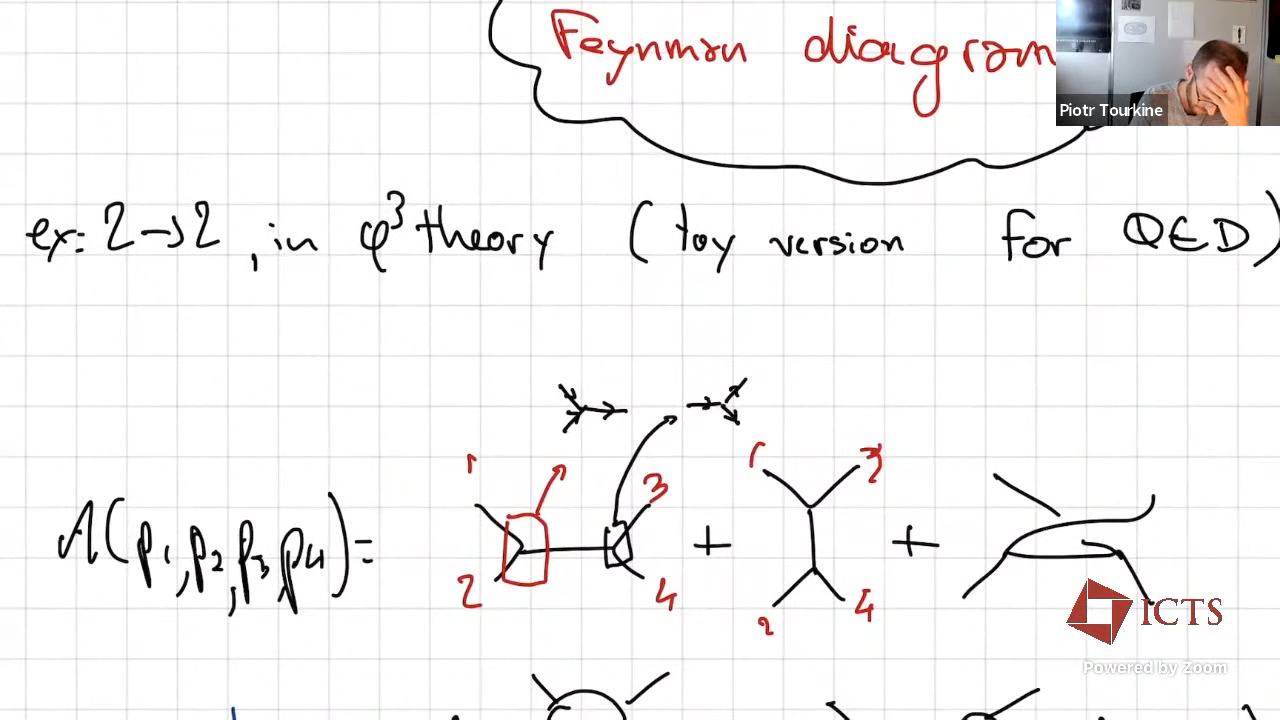 Feynman diagram
Piotr Tourkine
ex: 2→2, in φ³ theory (toy version for QED)
1 3 1 3
A(p₁, p₂, p₃, p₄) = + +
2 4 2 4
ICTS
Powered by Zoom